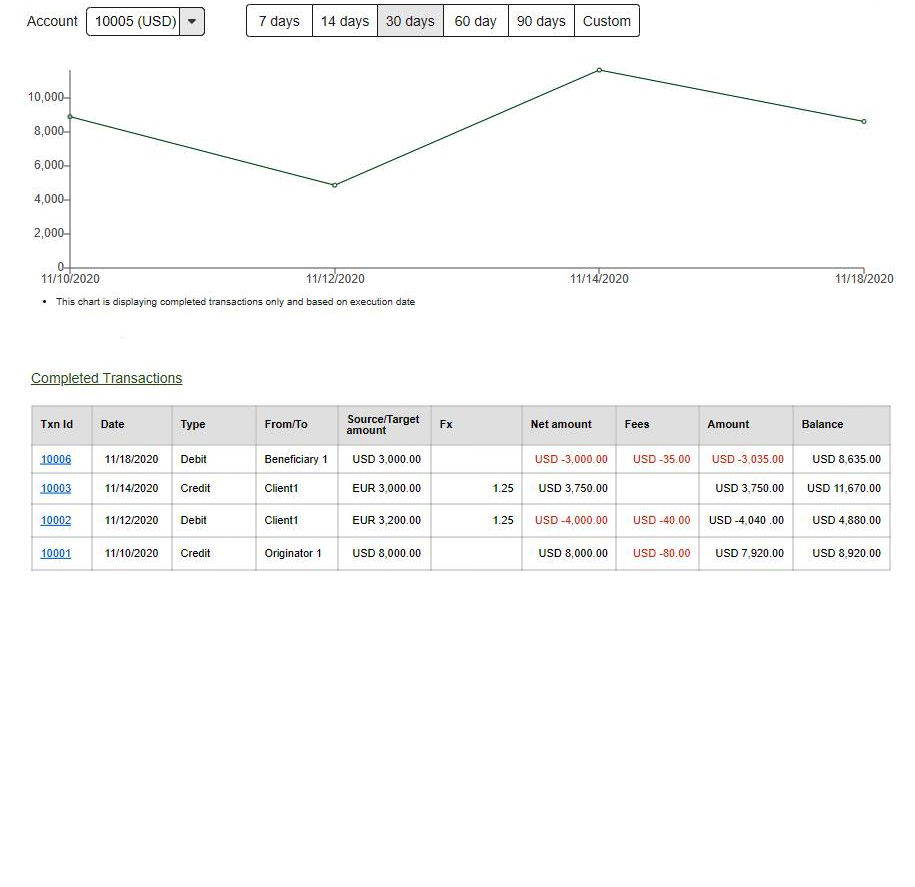 Account 10005 (USD) 7 days 14 days 30 days 60 day 90 days Custom
10,000
8,000
6,000
4,000
2,000
0
11/10/2020 11/12/2020 11/14/2020 11/18/2020
• This chart is displaying completed transactions only and based on execution date
Completed Transactions
Txn Id Date Type From/To Source/Target amount Fx Net amount Fees Amount Balance
10006 11/18/2020 Debit Beneficiary 1 USD 3,000.00 USD -3,000.00 USD -35.00 USD -3,035.00 USD 8,635.00
10003 11/14/2020 Credit Client1 EUR 3,000.00 1.25 USD 3,750.00 USD 3,750.00 USD 11,670.00
10002 11/12/2020 Debit Client1 EUR 3,200.00 1.25 USD -4,000.00 USD -40.00 USD -4,040 .00 USD 4,880.00
10001 11/10/2020 Credit Originator 1 USD 8,000.00 USD 8,000.00 USD -80.00 USD 7,920.00 USD 8,920.00